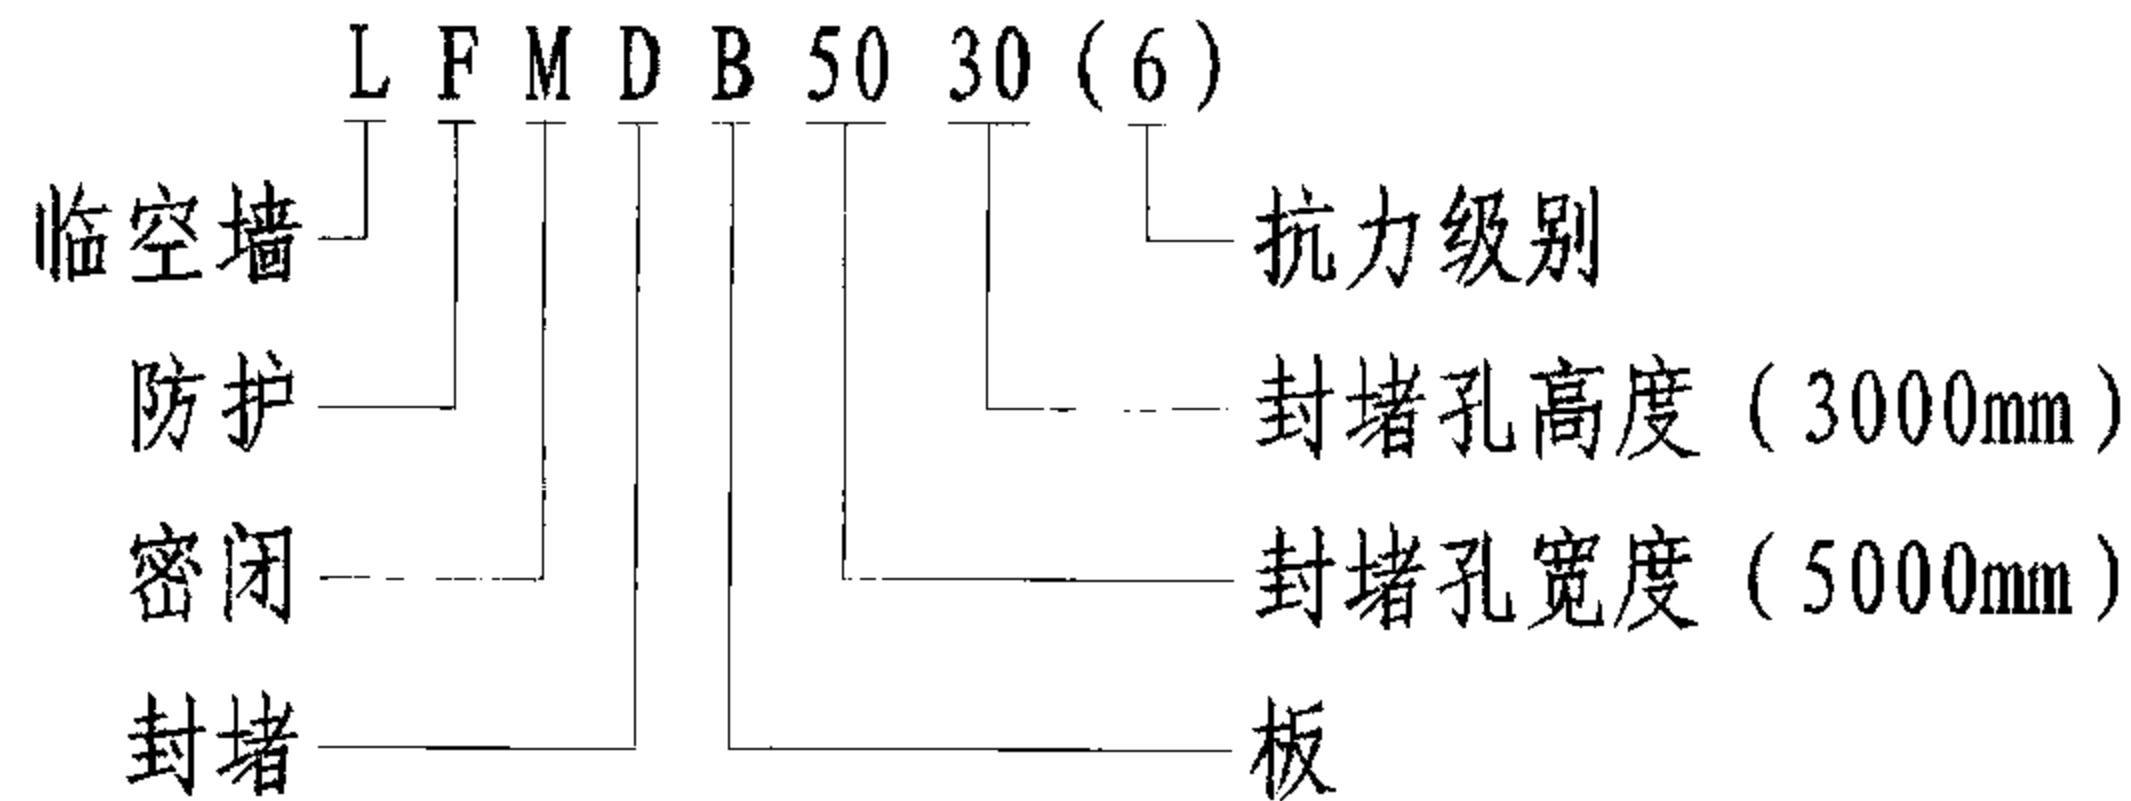 L F M D B 50 30 (6)
临空墙 抗力级别
防护 封堵孔高度（3000mm）
密闭 封堵孔宽度（5000mm）
封堵 板